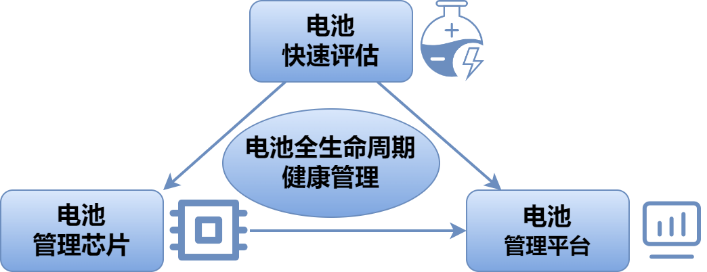 电池
快速评估
电池全生命周期
健康管理
电池
管理芯片
电池
管理平台